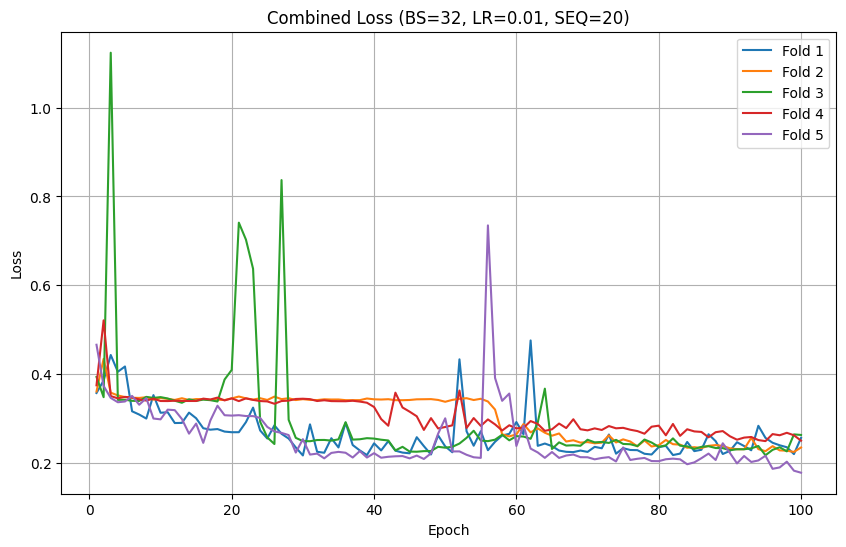 Combined Loss (BS=32, LR=0.01, SEQ=20)
Fold 1
Fold 2
Fold 3
Fold 4
Fold 5
Loss
1.0
0.8
0.6
0.4
0.2
0 20 40 60 80 100
Epoch